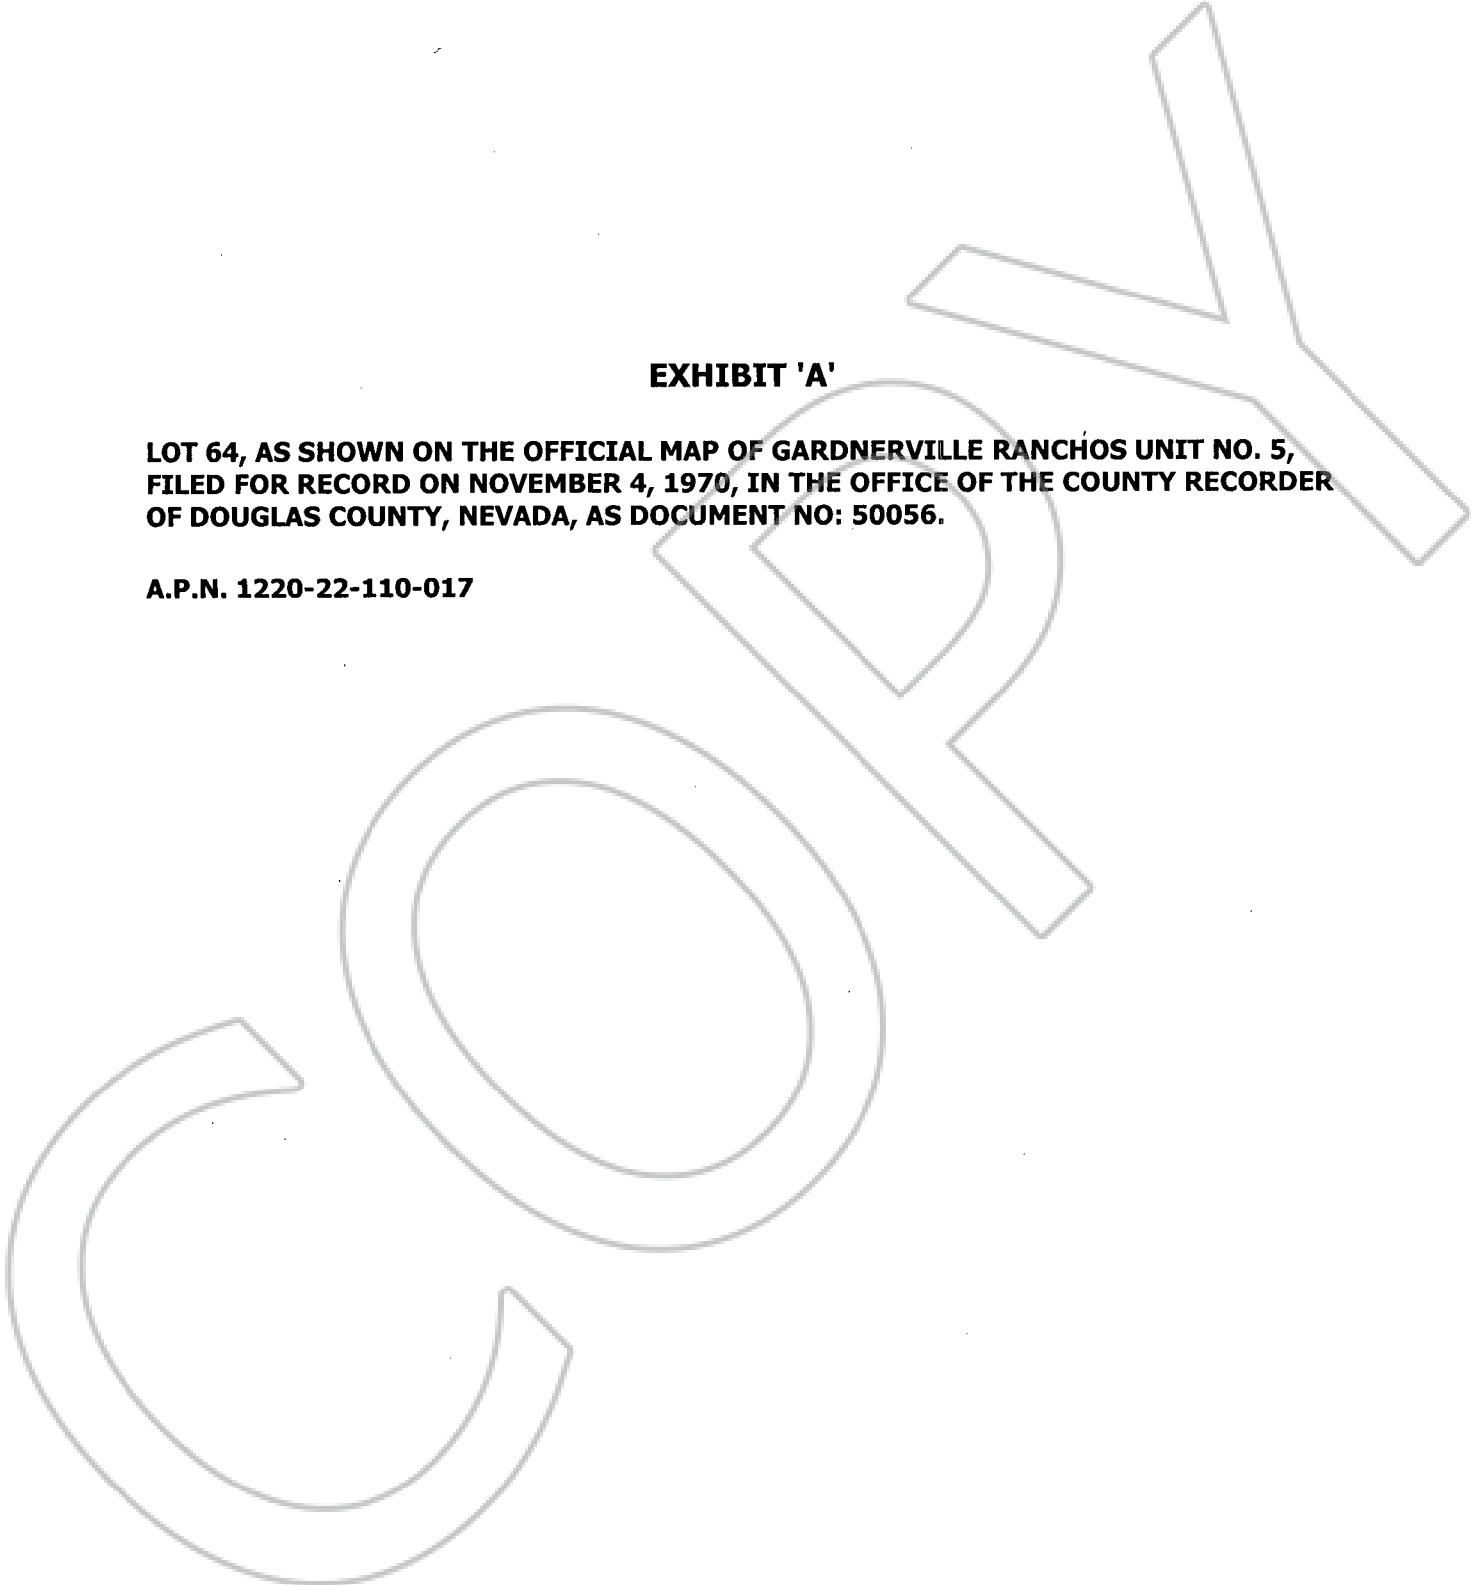 EXHIBIT 'A'
LOT 64, AS SHOWN ON THE OFFICIAL MAP OF GARDNERVILLE RANCHOS UNIT NO. 5,
FILED FOR RECORD ON NOVEMBER 4, 1970, IN THE OFFICE OF THE COUNTY RECORDER
OF DOUGLAS COUNTY, NEVADA, AS DOCUMENT NO: 50056.
A.P.N. 1220-22-110-017
COPY